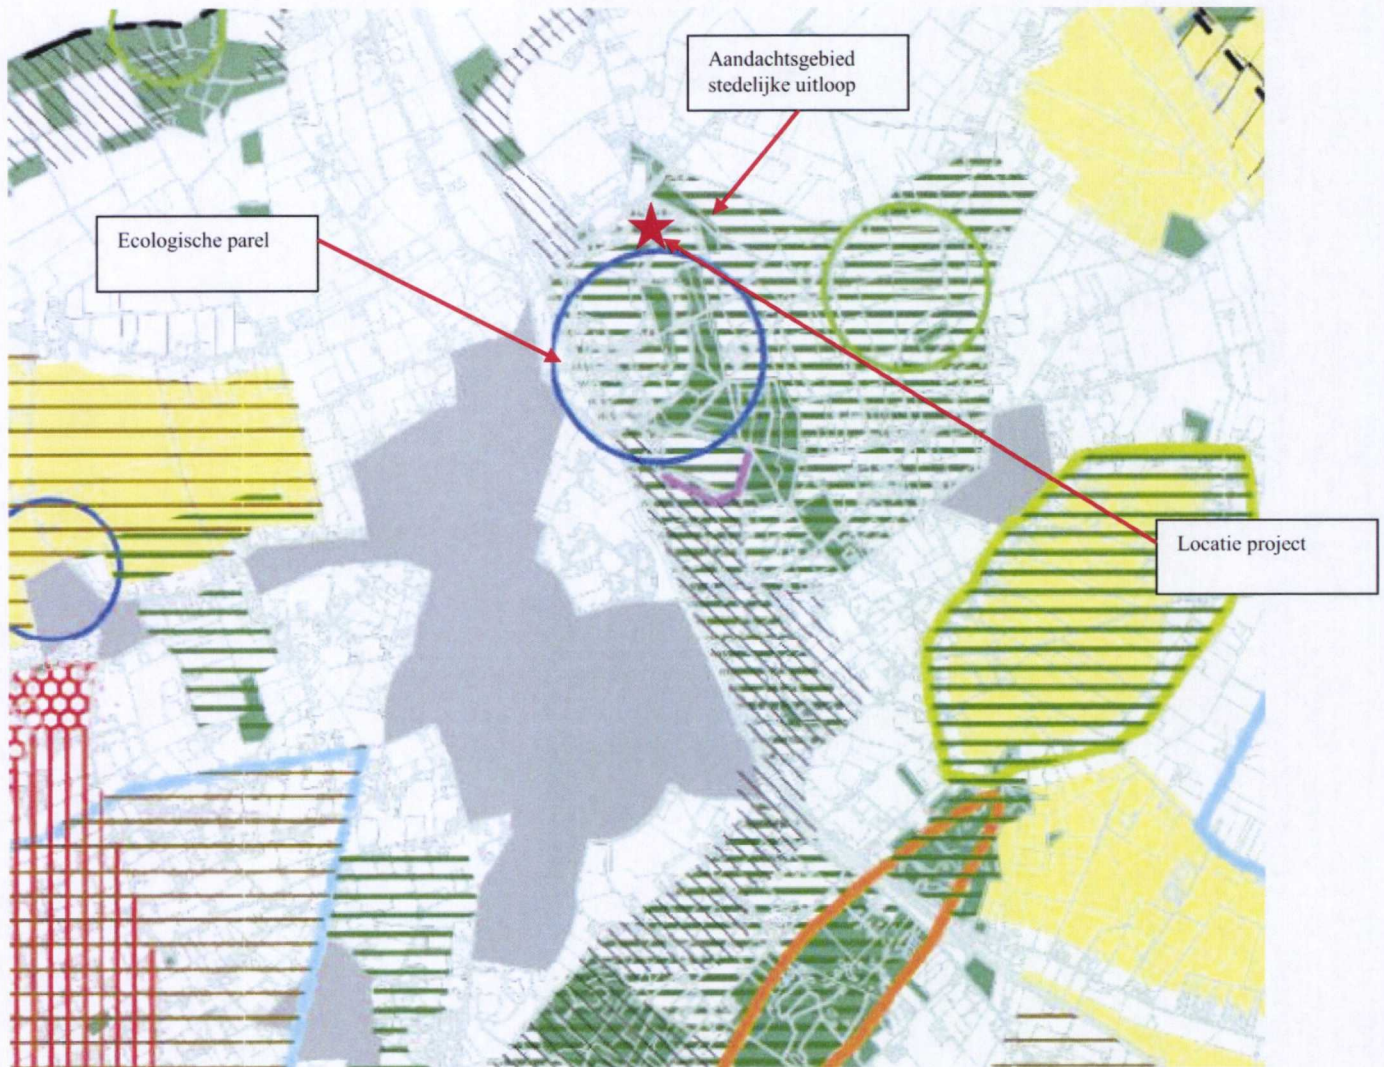 Aandachtsgebied
stedelijke uitloop
Ecologische parel
Locatie project